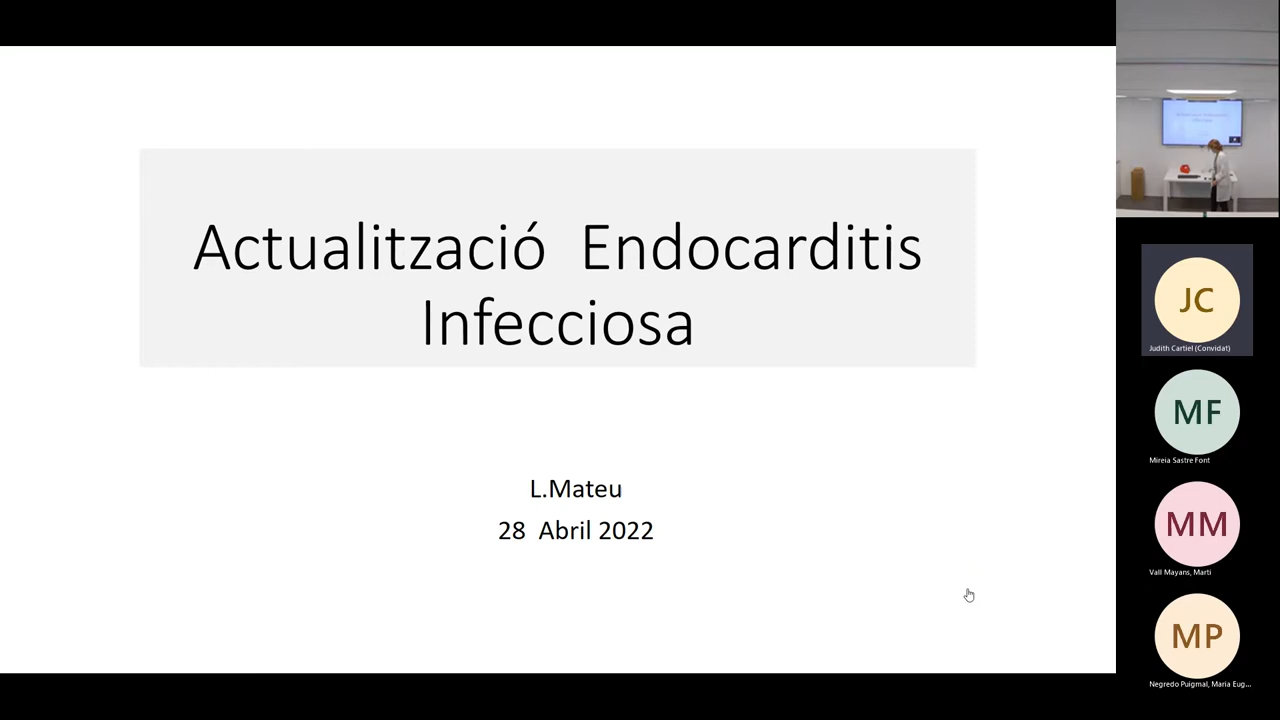 Actualització Endocarditis
Infecciosa
L.Mateu
28 Abril 2022
JC
Judith Cartiel (Convidat)
MF
Mireia Sastre Font
MM
Vall Mayans, Marti
MP
Negredo Puigmal, Maria Eug...